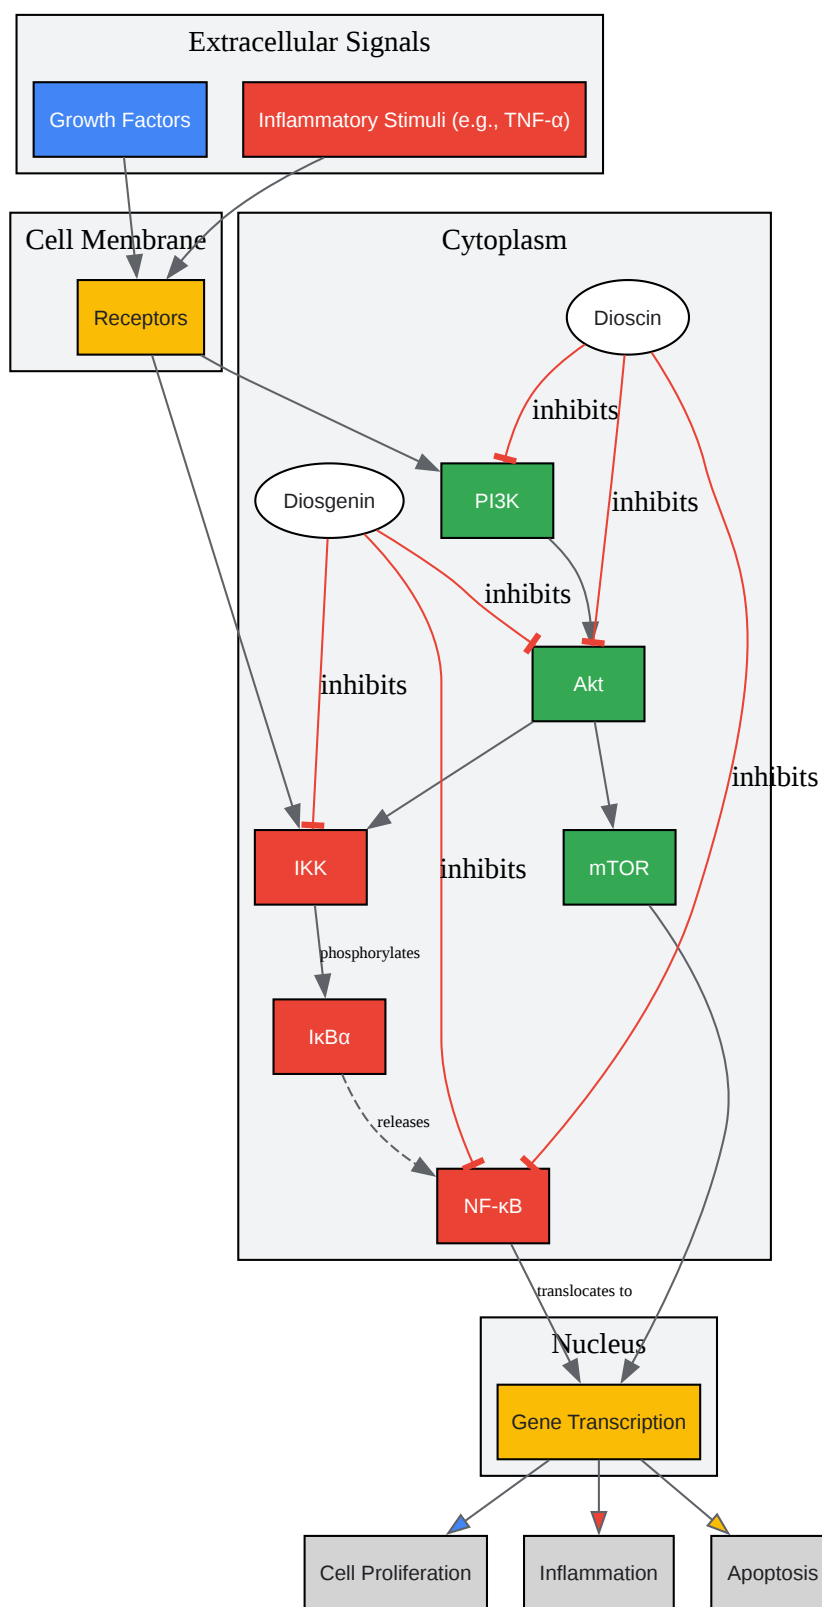 Extracellular Signals
Growth Factors
Inflammatory Stimuli (e.g., TNF-α)
Cell Membrane
Cytoplasm
Receptors
Dioscin
inhibits
Diosgenin
PI3K
inhibits
inhibits
Akt
inhibits
inhibits
IKK
inhibits
mTOR
phosphorylates
IκBα
releases
NF-κB
translocates to
Nucleus
Gene Transcription
Cell Proliferation
Inflammation
Apoptosis